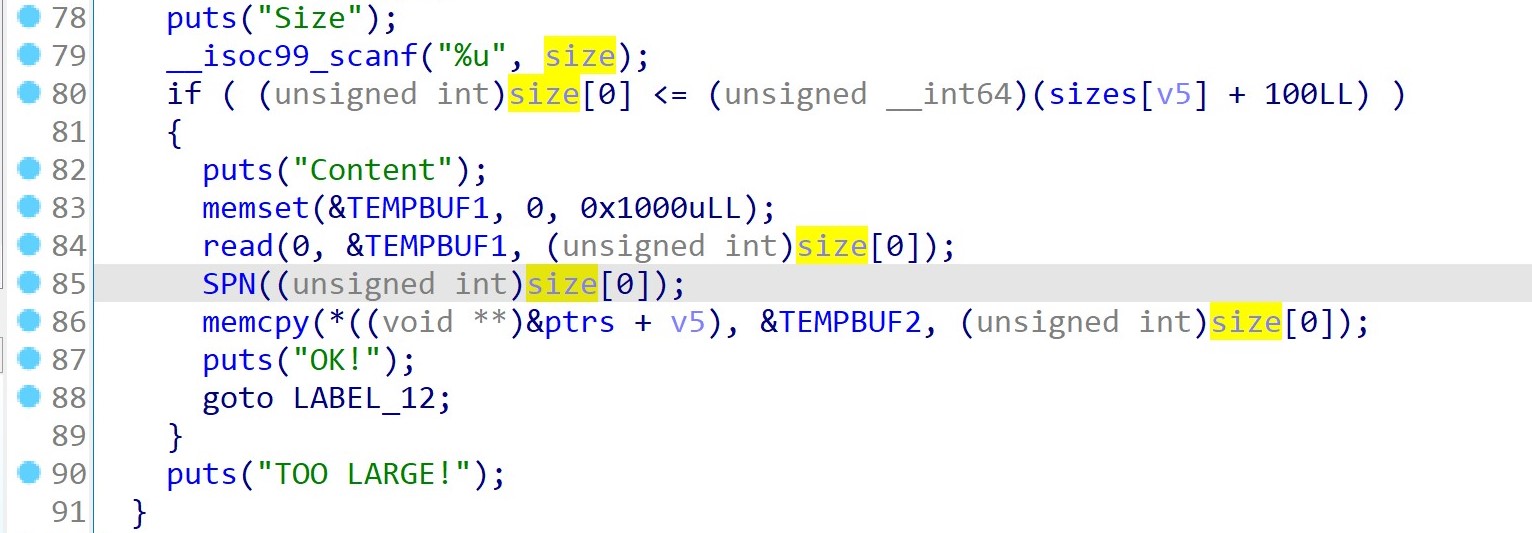 78 puts("Size");
79 __isoc99_scanf("%u", size);
80 if ( (unsigned int)size[0] <= (unsigned __int64)(sizes[v5] + 100LL) )
81 {
82 puts("Content");
83 memset(&TEMPBUF1, 0, 0x1000uLL);
84 read(0, &TEMPBUF1, (unsigned int)size[0]);
85 SPN((unsigned int)size[0]);
86 memcpy(*((void **)&ptrs + v5), &TEMPBUF2, (unsigned int)size[0]);
87 puts("OK!");
88 goto LABEL_12;
89 }
90 puts("TOO LARGE!");
91 }